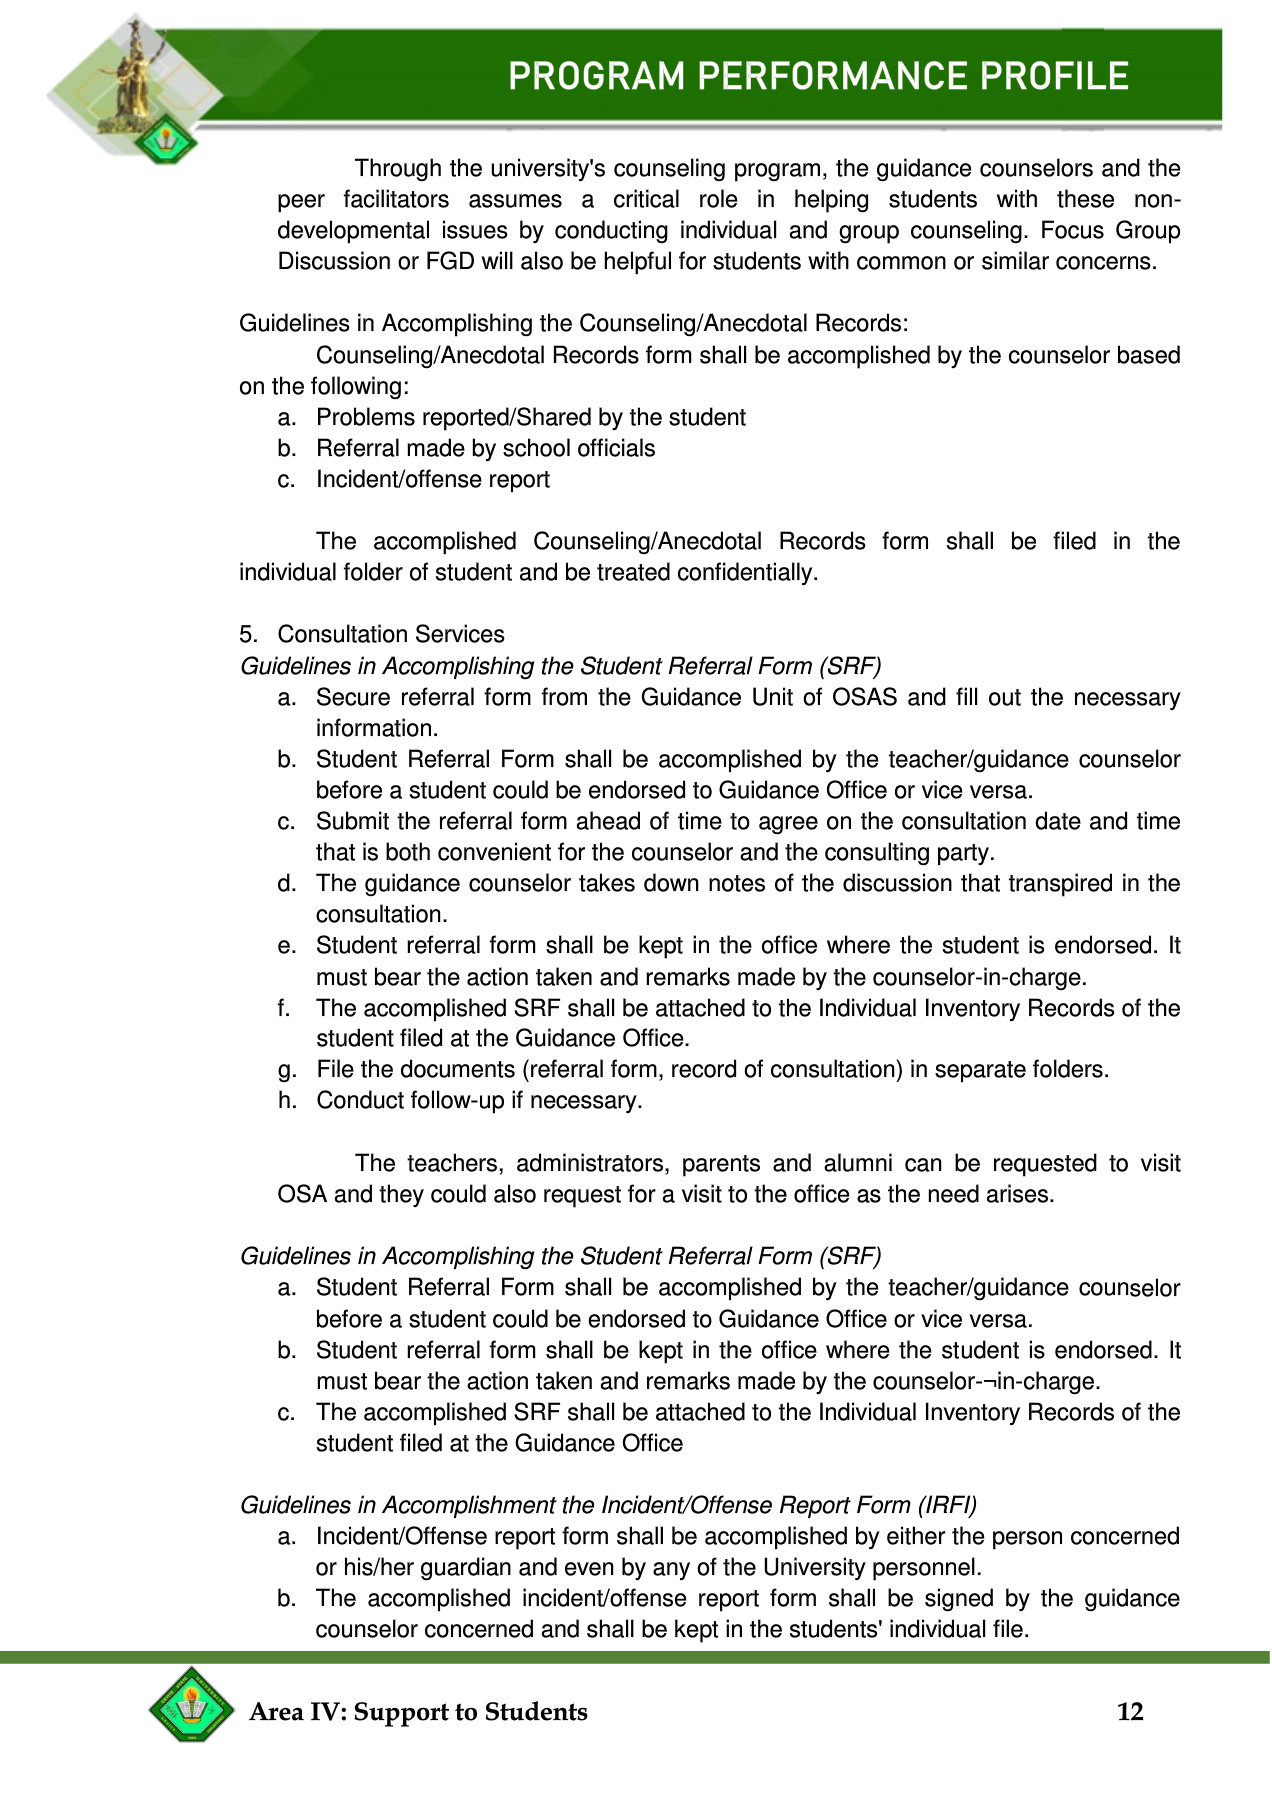 PROGRAM PERFORMANCE PROFILE
Through the university's counseling program, the guidance counselors and the
peer facilitators assumes a critical role in helping students with these non-
developmental issues by conducting individual and group counseling. Focus Group
Discussion or FGD will also be helpful for students with common or similar concerns.
Guidelines in Accomplishing the Counseling/Anecdotal Records:
Counseling/Anecdotal Records form shall be accomplished by the counselor based
on the following:
a. Problems reported/Shared by the student
b. Referral made by school officials
c. Incident/offense report
The accomplished Counseling/Anecdotal Records form shall be filed in the
individual folder of student and be treated confidentially.
5. Consultation Services
Guidelines in Accomplishing the Student Referral Form (SRF)
a. Secure referral form from the Guidance Unit of OSAS and fill out the necessary
information.
b. Student Referral Form shall be accomplished by the teacher/guidance counselor
before a student could be endorsed to Guidance Office or vice versa.
c. Submit the referral form ahead of time to agree on the consultation date and time
that is both convenient for the counselor and the consulting party.
d. The guidance counselor takes down notes of the discussion that transpired in the
consultation.
e. Student referral form shall be kept in the office where the student is endorsed. It
must bear the action taken and remarks made by the counselor-in-charge.
f. The accomplished SRF shall be attached to the Individual Inventory Records of the
student filed at the Guidance Office.
g. File the documents (referral form, record of consultation) in separate folders.
h. Conduct follow-up if necessary.
The teachers, administrators, parents and alumni can be requested to visit
OSA and they could also request for a visit to the office as the need arises.
Guidelines in Accomplishing the Student Referral Form (SRF)
a. Student Referral Form shall be accomplished by the teacher/guidance counselor
before a student could be endorsed to Guidance Office or vice versa.
b. Student referral form shall be kept in the office where the student is endorsed. It
must bear the action taken and remarks made by the counselor-¬in-charge.
c. The accomplished SRF shall be attached to the Individual Inventory Records of the
student filed at the Guidance Office
Guidelines in Accomplishment the Incident/Offense Report Form (IRFI)
a. Incident/Offense report form shall be accomplished by either the person concerned
or his/her guardian and even by any of the University personnel.
b. The accomplished incident/offense report form shall be signed by the guidance
counselor concerned and shall be kept in the students' individual file.
Area IV: Support to Students 12